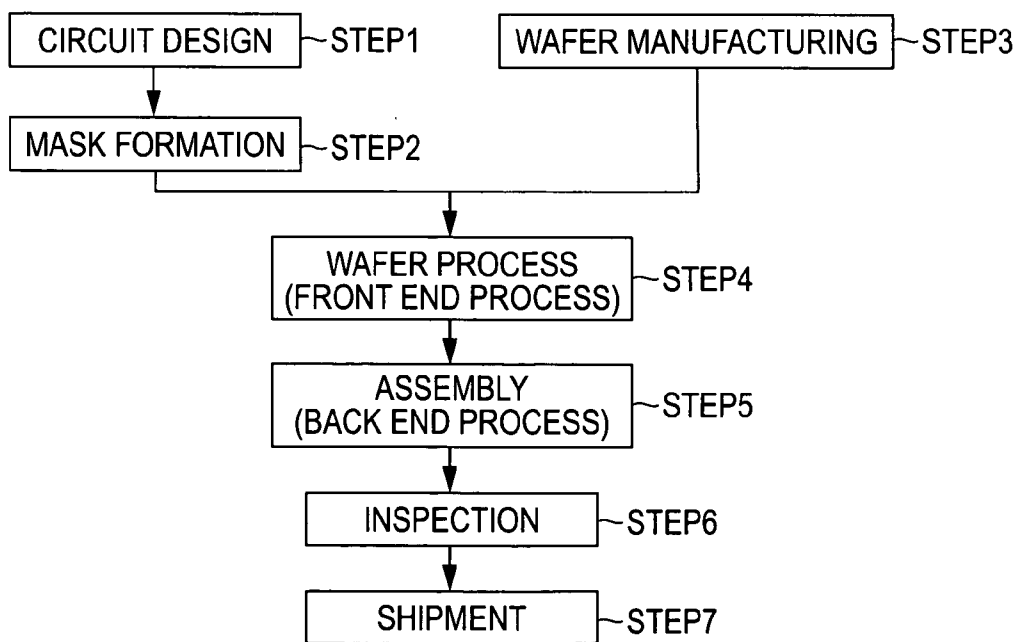 CIRCUIT DESIGN
STEP1
WAFER MANUFACTURING
STEP3
MASK FORMATION
STEP2
WAFER PROCESS
(FRONT END PROCESS)
STEP4
ASSEMBLY
(BACK END PROCESS)
STEP5
INSPECTION
STEP6
SHIPMENT
STEP7